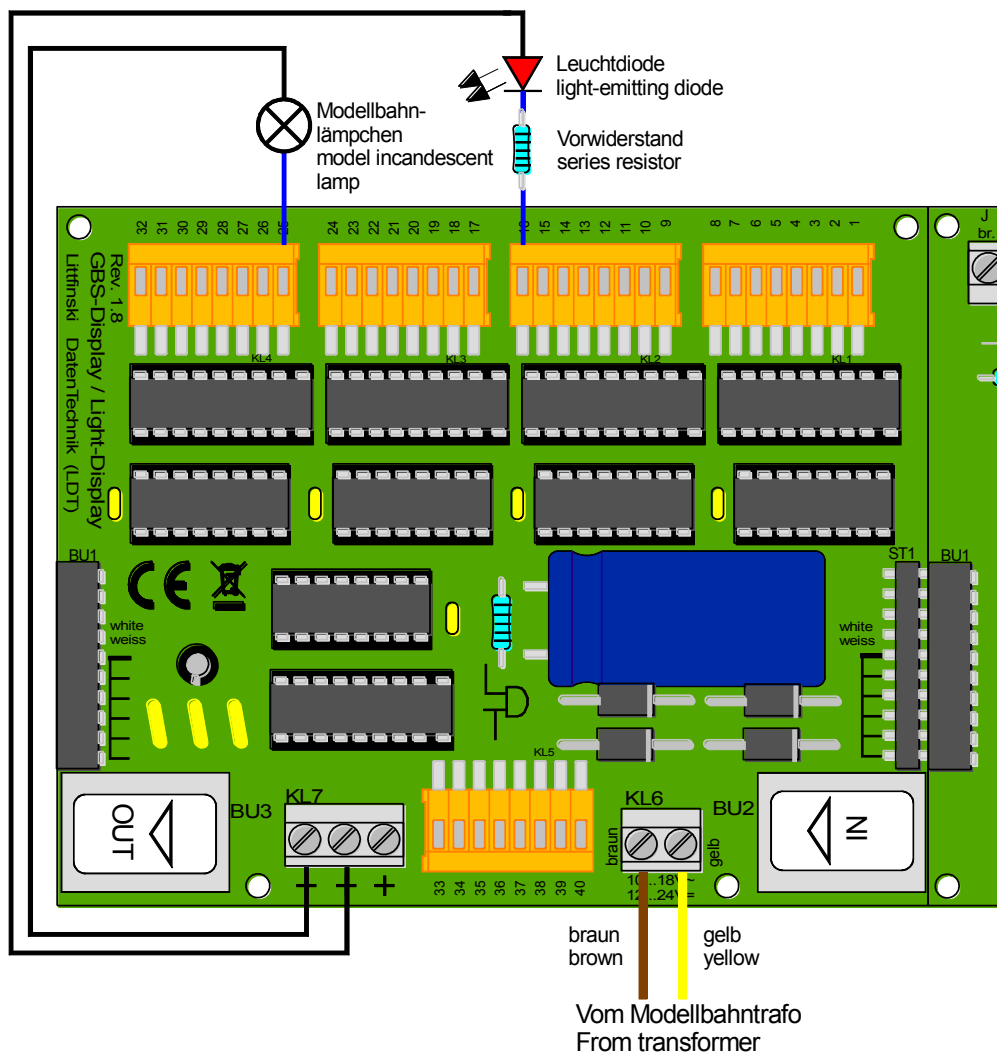 Leuchtdiode
light-emitting diode
Modellbahn-
lämpchen
model incandescent
lamp
Vorwiderstand
series resistor
32 31 30 29 28 27 26 25
24 23 22 21 20 19 18 17
16 15 14 13 12 11 10 9
8 7 6 5 4 3 2 1
J
br.
Rev. 1.8
GBS-Display / Light-Display
Littfinski DatenTechnik (LDT)
KL4
KL3
KL2
KL1
BU1
white
weiss
ST1
BU1
white
weiss
KL5
OUT
BU3
KL7
+ + +
33 34 35 36 37 38 39 40
KL6
braun
gelb
10...18V~
12...24V=
BU2
IN
braun
brown
gelb
yellow
Vom Modellbahntrafo
From transformer